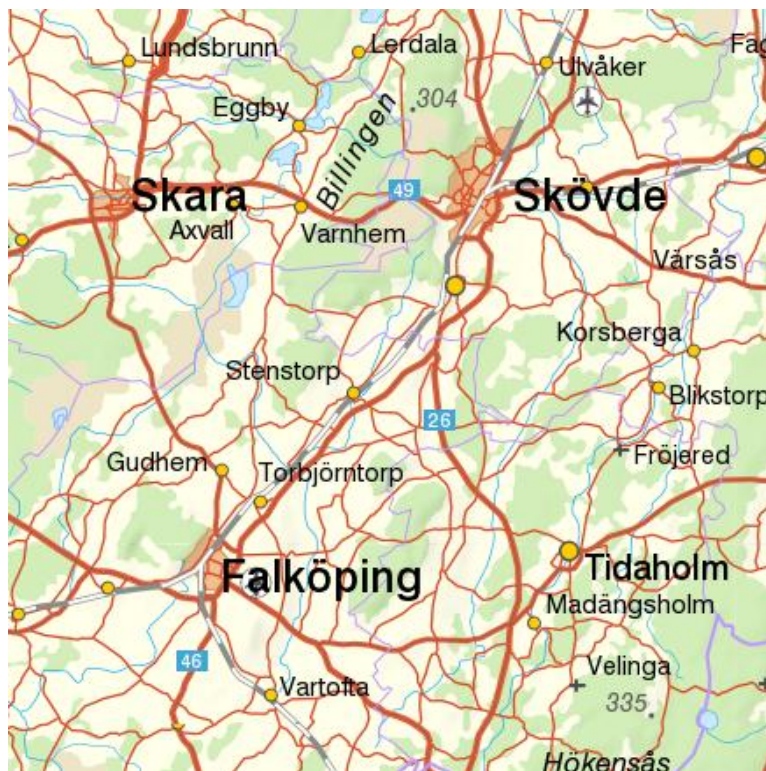 Lundsbrunn
Lerdala
Fag
Ulvåker
Eggby
304
Billingen
49
Skara
Skövde
Axvall
Varnhem
Värsås
Korsberga
Stenstorp
Blikstorp
26
Gudhem
Torbjörntorp
Fröjered
Falköping
Tidaholm
Madängsholm
46
Velinga
Vartofta
335
Hökensås